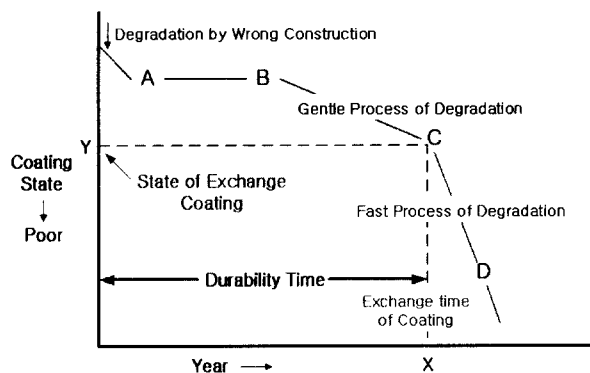 Degradation by Wrong Construction
A
B
Gentle Process of Degradation
C
Y
Coating
State
Poor
State of Exchange
Coating
Fast Process of Degradation
D
Durability Time
Exchange time
of Coating
Year
X